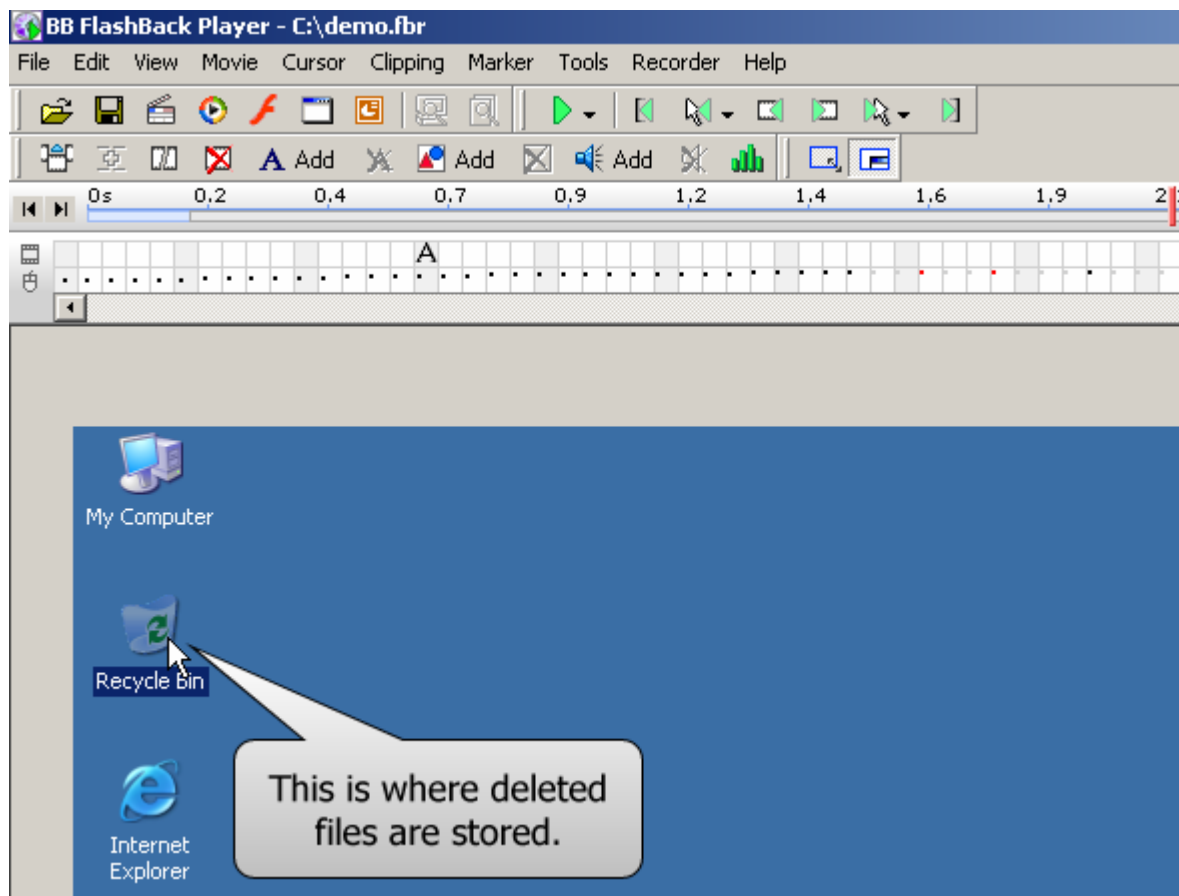 BB FlashBack Player - C:\demo.fbr
File Edit View Movie Cursor Clipping Marker Tools Recorder Help
A Add Add Add
0s 0,2 0,4 0,7 0,9 1,2 1,4 1,6 1,9
A
My Computer
Recycle Bin
This is where deleted
files are stored.
Internet
Explorer